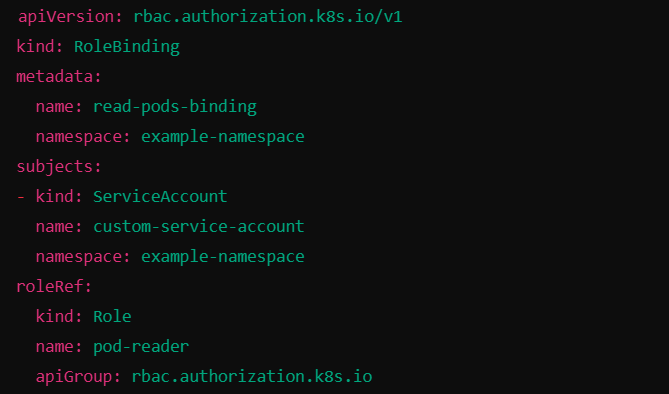 apiVersion: rbac.authorization.k8s.io/v1
kind: RoleBinding
metadata:
  name: read-pods-binding
  namespace: example-namespace
subjects:
- kind: ServiceAccount
  name: custom-service-account
  namespace: example-namespace
roleRef:
  kind: Role
  name: pod-reader
  apiGroup: rbac.authorization.k8s.io